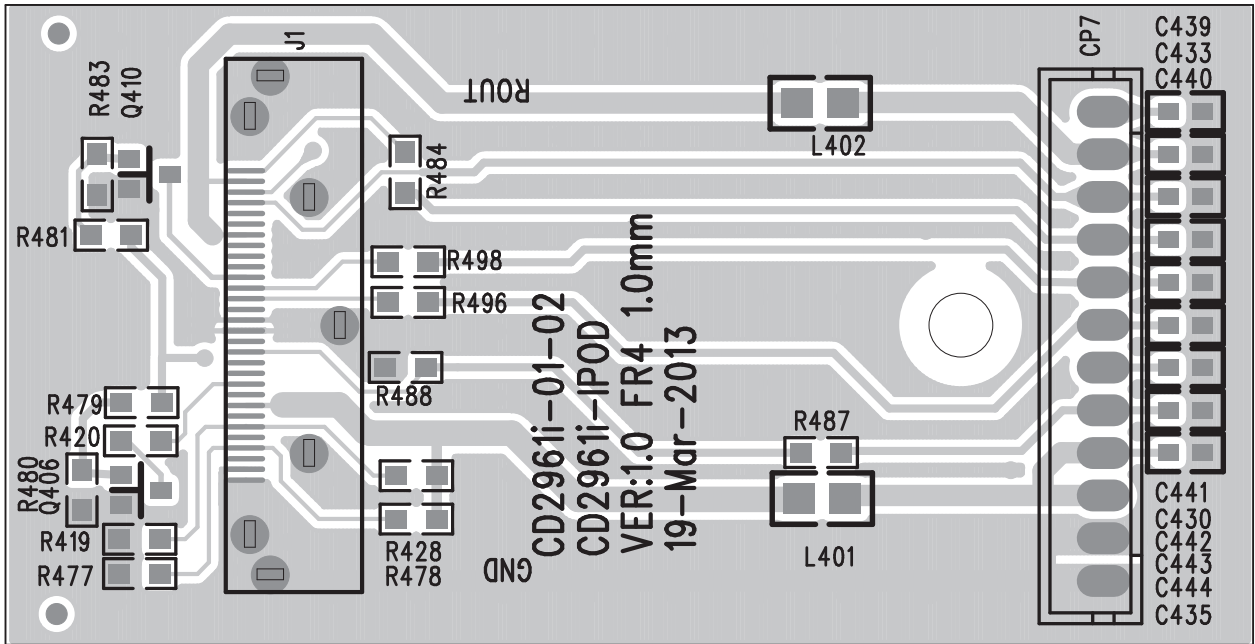 J1
CP7
C439
C433
C440
R483
Q410
ROUT
L402
R484
R481
R498
R496
CD2961i-01-02
CD2961i-IPOD
VER:1.0 FR4 1.0mm
19-Mar-2013
R488
R479
R420
R487
R480
Q406
R419
R477
R428
R478
GND
L401
C441
C430
C442
C443
C444
C435